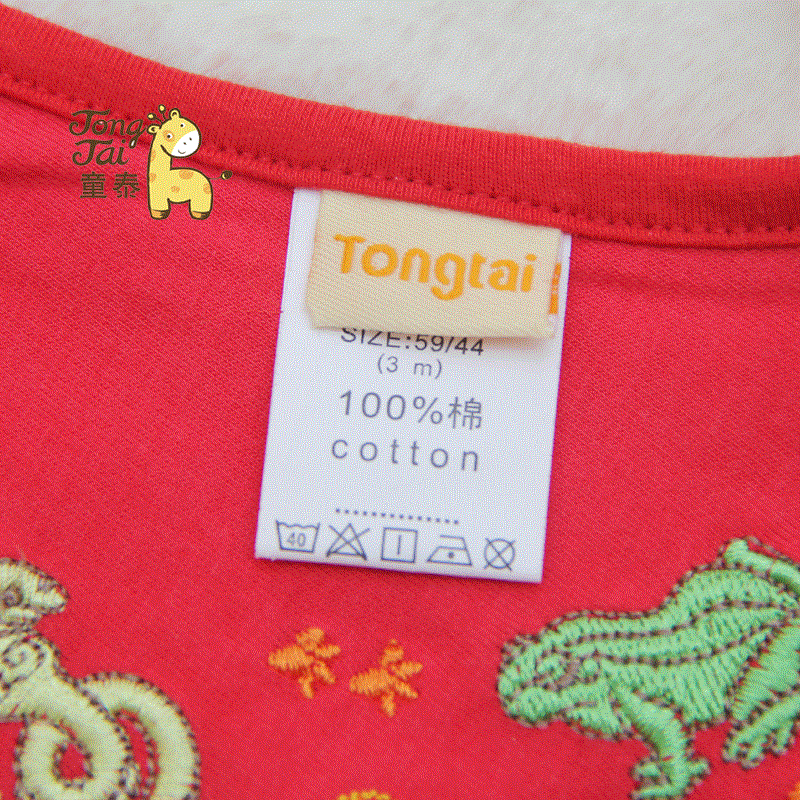 Tong
Tai
童泰
Tongtai
SIZE:59/44
(3 m)
100%棉
cotton
40